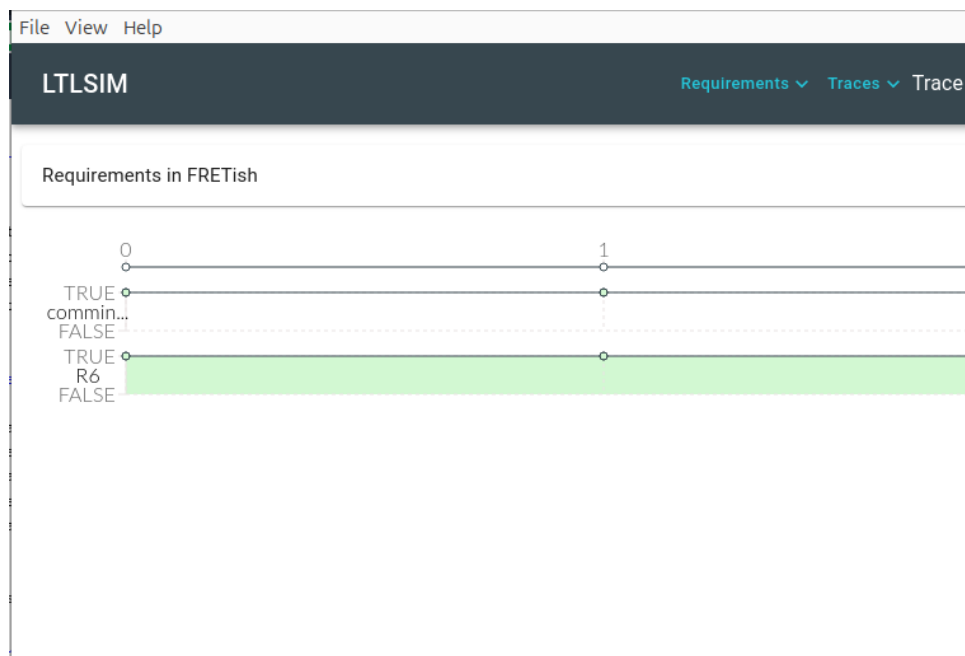 File View Help
LTLSIM Requirements Traces Trace
Requirements in FRETish
0 1
TRUE
commin...
FALSE
TRUE
R6
FALSE